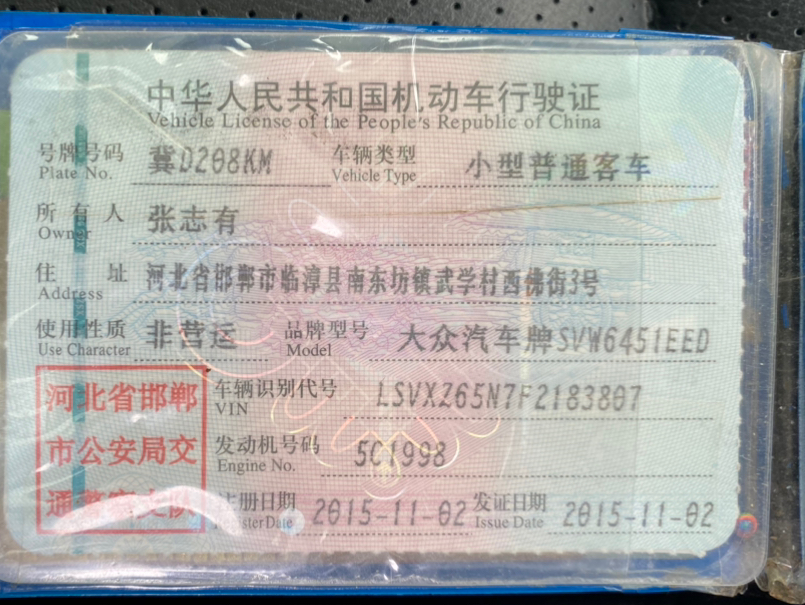 中华人民共和国机动车行驶证
Vehicle License of the People's Republic of China
号牌号码 冀D208KM 车辆类型 小型普通客车
Plate No. Vehicle Type
所有人 张志有
Owner
住址 河北省邯郸市临漳县南东坊镇武学村西佛街3号
Address
使用性质 非营运 品牌型号 大众汽车牌SVW6451EED
Use Character Model
河北省邯郸
市公安局交
通警察支队
车辆识别代号 LSVXZ65N7F2183807
VIN
发动机号码 5C1998
Engine No.
注册日期 2015-11-02 发证日期 2015-11-02
Register Date Issue Date